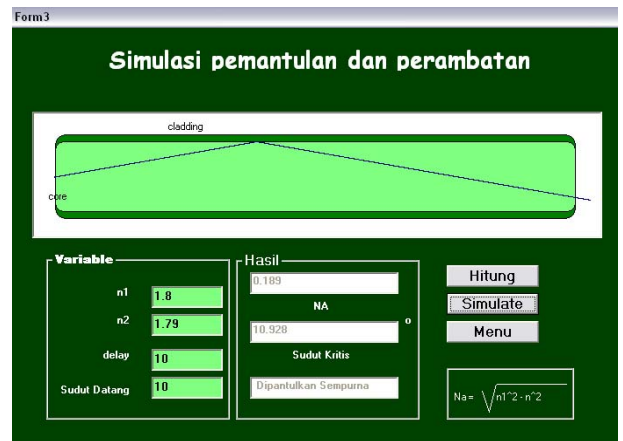 Form3
Simulasi pemantulan dan perambatan
cladding
core
Variable
n1 1.8
n2 1.79
delay 10
Sudut Datang 10
Hasil
0.189
NA
10.928 o
Sudut Kritis
Dipantulkan Sempurna
Hitung
Simulate
Menu
Na = √n1^2 - n^2